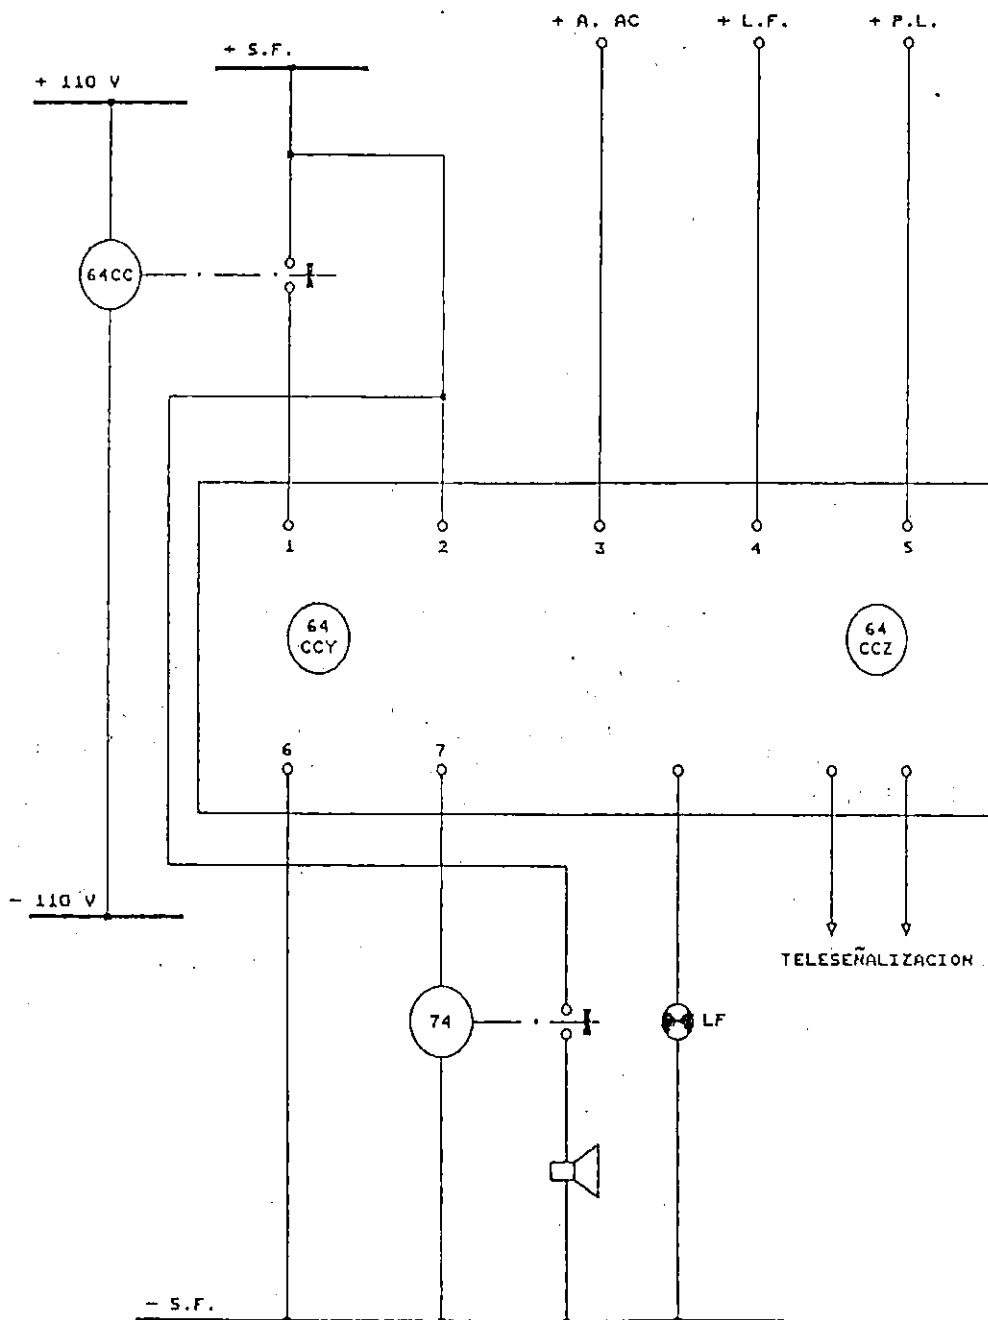 + A. AC
+ L.F.
+ P.L.
+ S.F.
+ 110 V
64CC
1
2
3
4
5
64
CCY
64
CCZ
6
7
- 110 V
TELESEÑALIZACION
74
LF
- S.F.